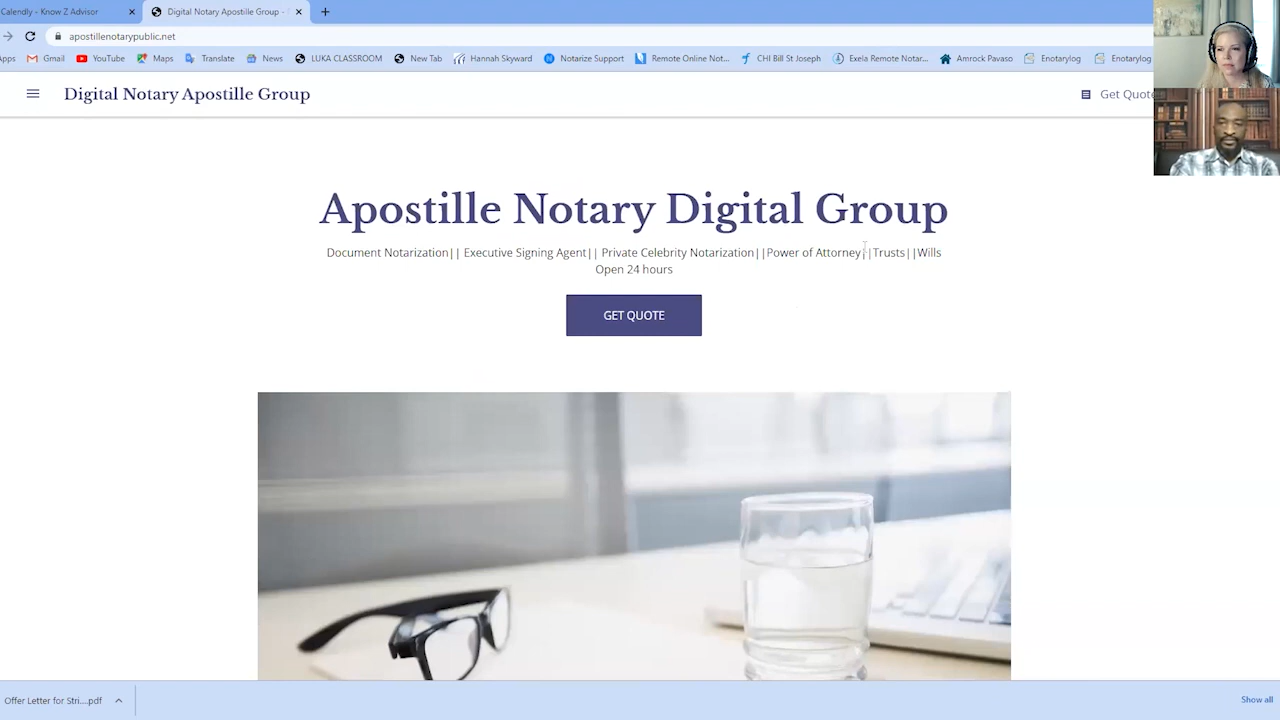 Calendly - Know Z Advisor
Digital Notary Apostille Group -
apostillenotarypublic.net
Apps Gmail YouTube Maps Translate News LUKA CLASSROOM New Tab Hannah Skyward Notarize Support Remote Online Not... CHI Bill St Joseph Exela Remote Notar... Amrock Pavaso Enotarylog Enotarylog
Digital Notary Apostille Group
Get Quote
Apostille Notary Digital Group
Document Notarization|| Executive Signing Agent|| Private Celebrity Notarization||Power of Attorney||Trusts||Wills
Open 24 hours
GET QUOTE
Offer Letter for Stri....pdf
Show all